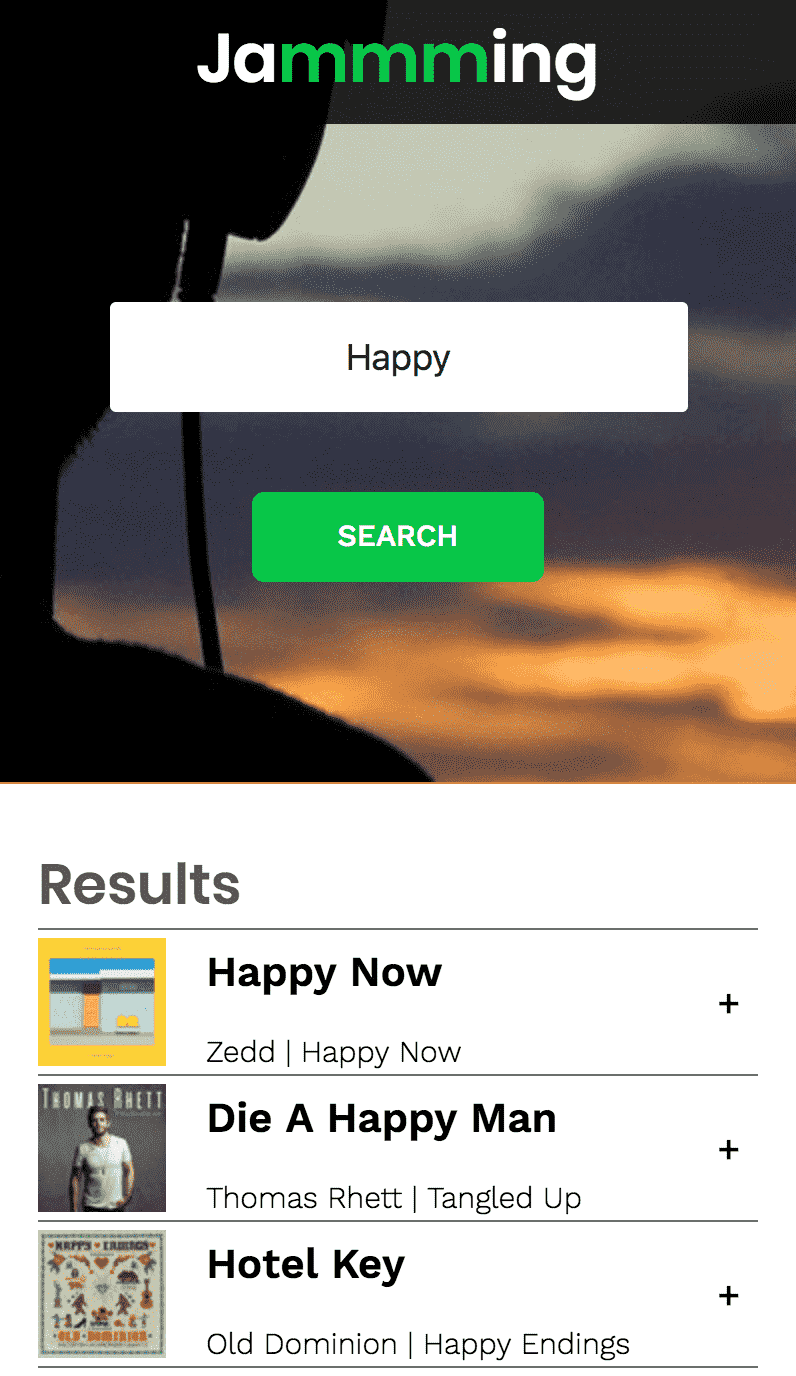 Jammming
Happy
SEARCH
Results
Happy Now
+
Zedd | Happy Now
THOMAS RHETT
Die A Happy Man
+
Thomas Rhett | Tangled Up
HAPPY ENDINGS
Hotel Key
+
OLD DOMINION
Old Dominion | Happy Endings